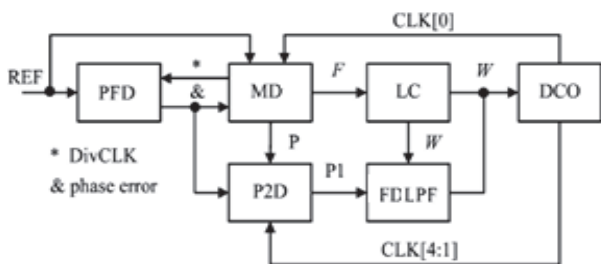 CLK[0]
REF
PFD
*
&
MD
F
LC
W
DCO
* DivCLK
& phase error
P
W
P2D
P1
FDLPF
CLK[4:1]